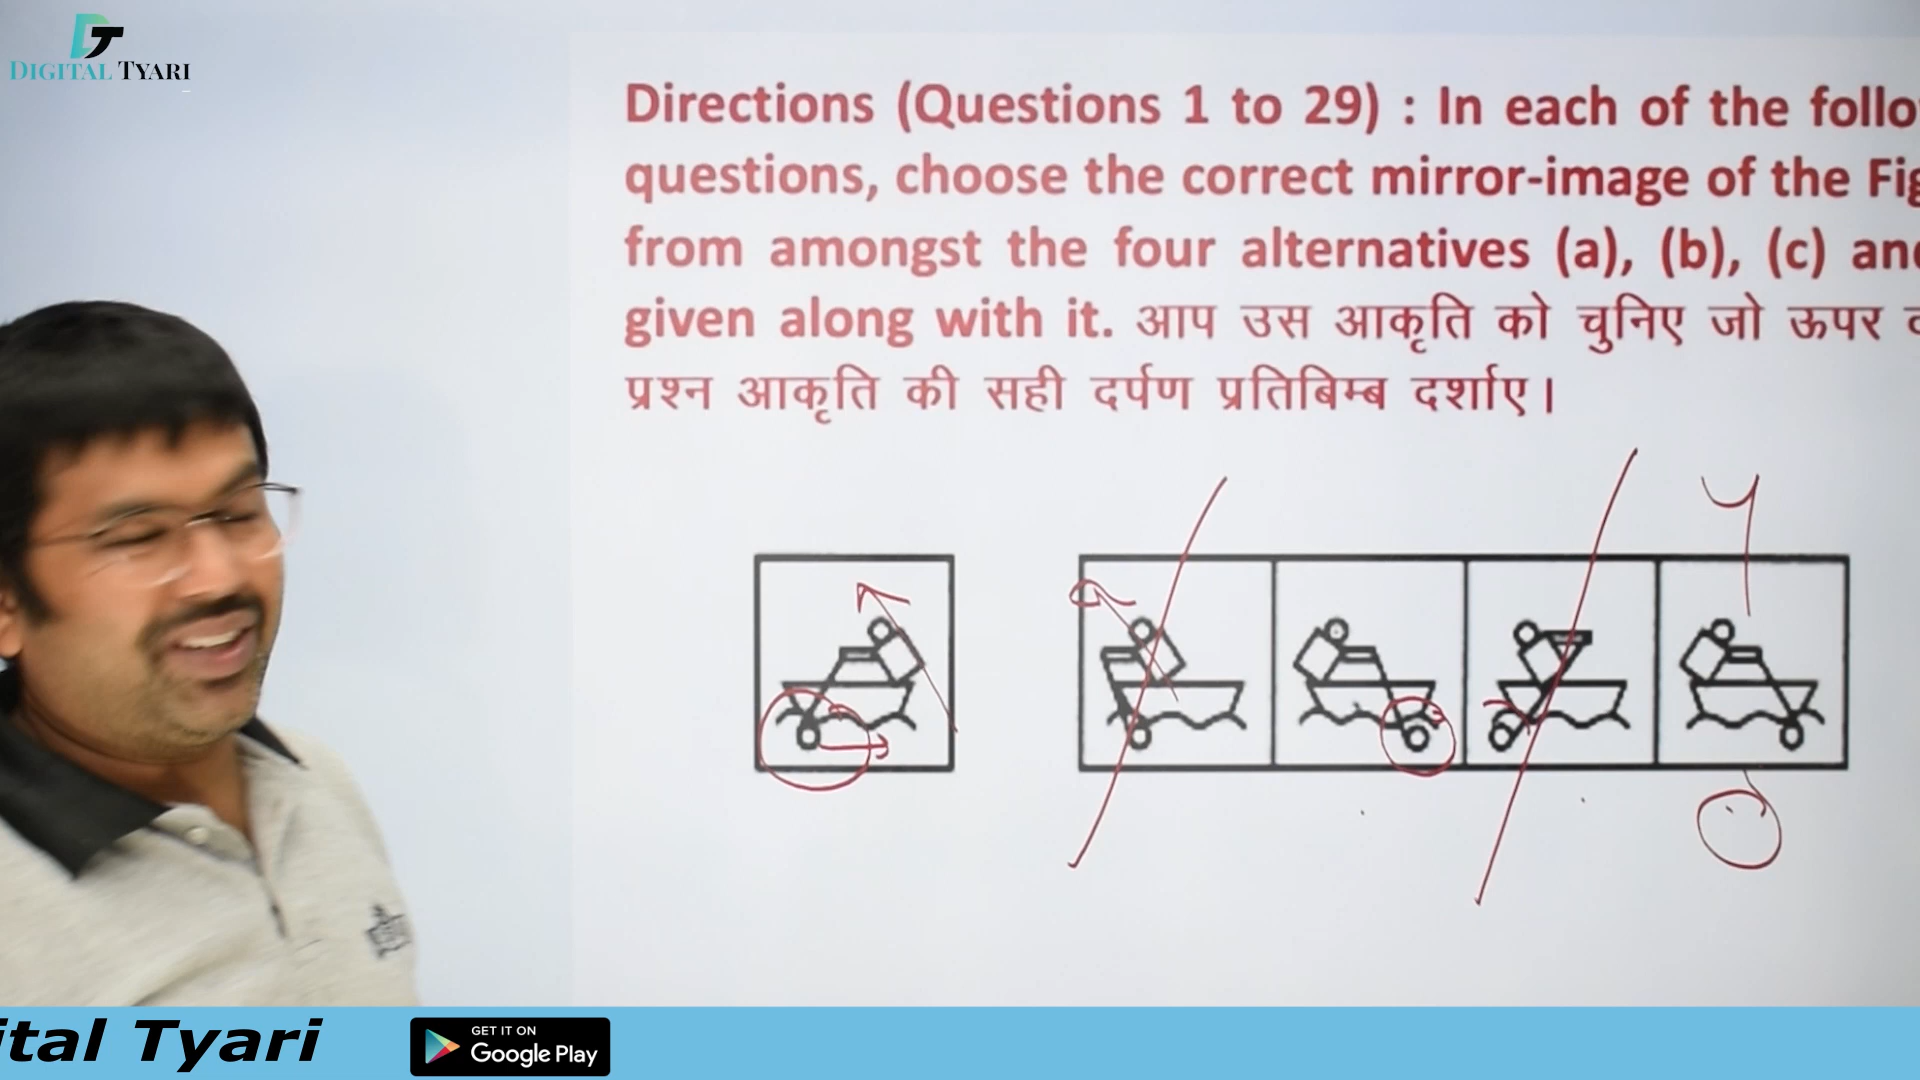 DT
DIGITAL TYARI
Directions (Questions 1 to 29) : In each of the follo
questions, choose the correct mirror-image of the Fig
from amongst the four alternatives (a), (b), (c) and
given along with it. आप उस आकृति को चुनिए जो ऊपर
प्रश्न आकृति की सही दर्पण प्रतिबिम्ब दर्शाए।
ital Tyari
GET IT ON
Google Play